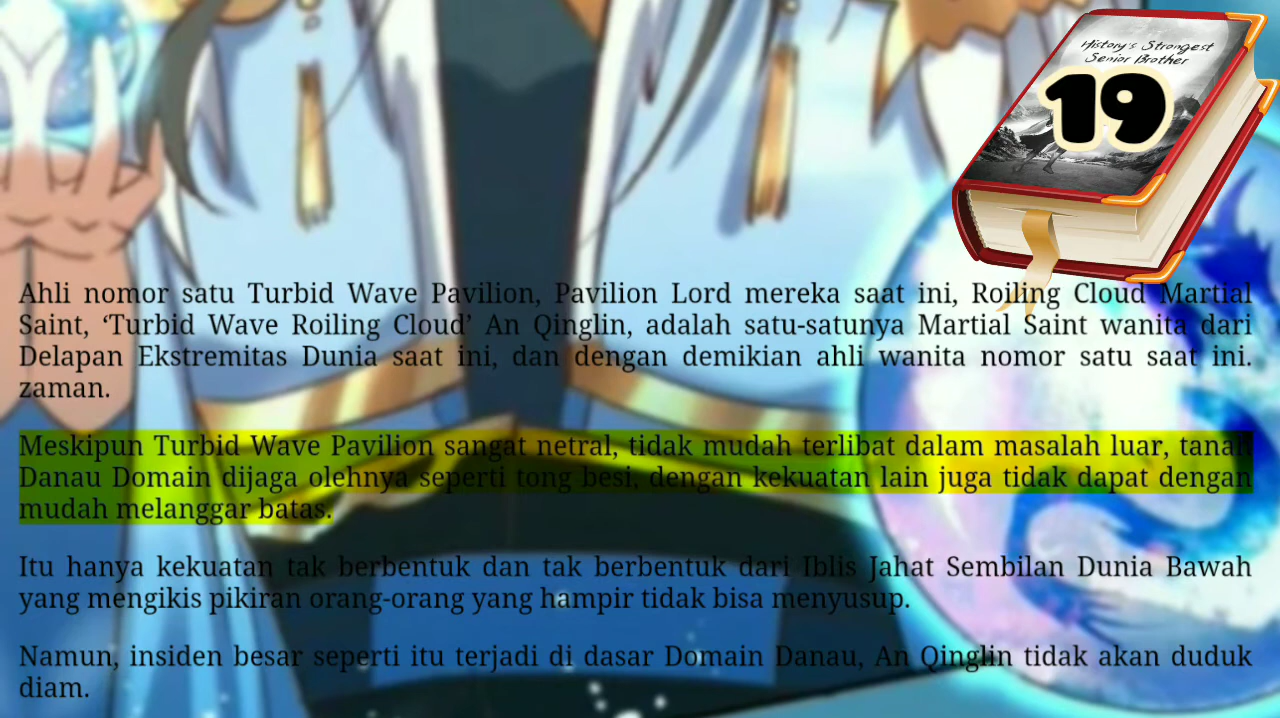 History's Strongest
Senior Brother
19
Ahli nomor satu Turbid Wave Pavilion, Pavilion Lord mereka saat ini, Roiling Cloud Martial
Saint, ‘Turbid Wave Roiling Cloud’ An Qinglin, adalah satu-satunya Martial Saint wanita dari
Delapan Ekstremitas Dunia saat ini, dan dengan demikian ahli wanita nomor satu saat ini.
zaman.
Meskipun Turbid Wave Pavilion sangat netral, tidak mudah terlibat dalam masalah luar, tanah
Danau Domain dijaga olehnya seperti tong besi, dengan kekuatan lain juga tidak dapat dengan
mudah melanggar batas.
Itu hanya kekuatan tak berbentuk dan tak berbentuk dari Iblis Jahat Sembilan Dunia Bawah
yang mengikis pikiran orang-orang yang hampir tidak bisa menyusup.
Namun, insiden besar seperti itu terjadi di dasar Domain Danau, An Qinglin tidak akan duduk
diam.